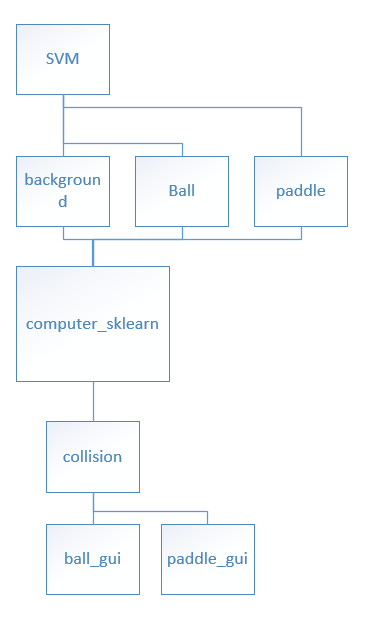 SVM
backgroun
d
Ball
paddle
computer_sklearn
collision
ball_gui
paddle_gui